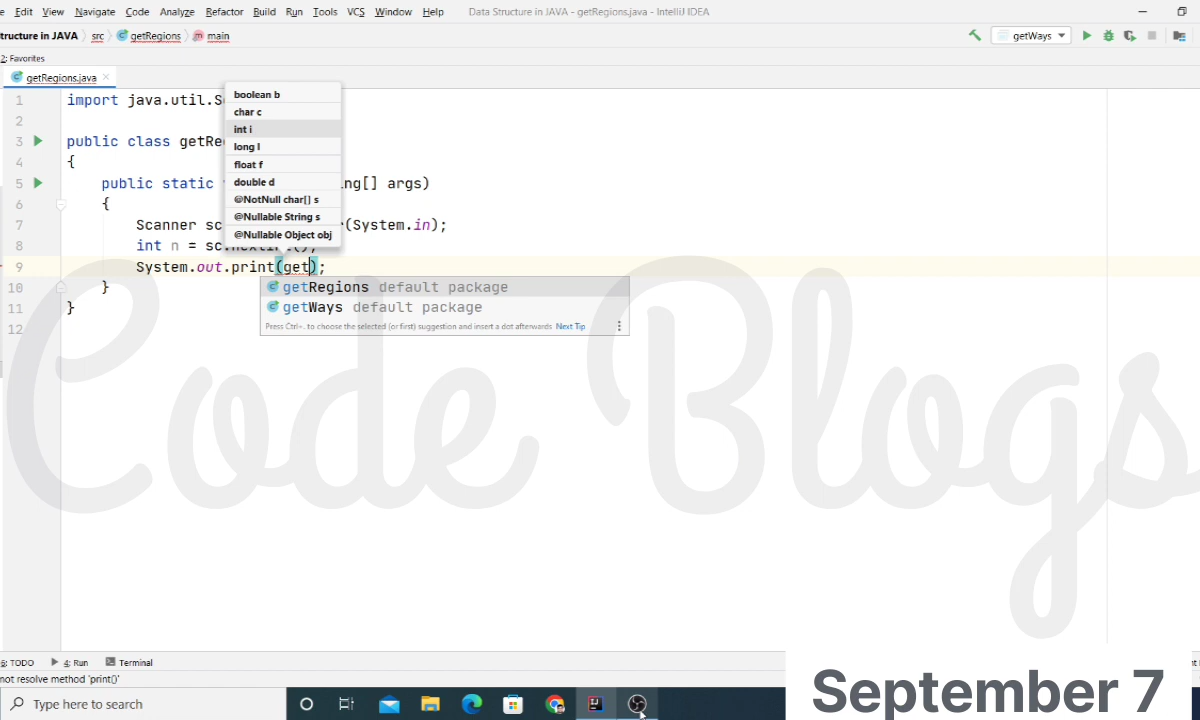 Edit View Navigate Code Analyze Refactor Build Run Tools VCS Window Help Data Structure in JAVA - getRegions.java - IntelliJ IDEA
tructure in JAVA src getRegions main getWays
2: Favorites
getRegions.java
1 import java.util.S
boolean b
char c
int i
long l
float f
double d
@NotNull char[] s
@Nullable String s
@Nullable Object obj
2
3 public class getRe
4 {
5 public static ng[] args)
6 {
7 Scanner sc (System.in);
8 int n = sc.nextInt();
9 System.out.print(get);
10 }
11 }
12
getRegions default package
getWays default package
Press Ctrl+. to choose the selected (or first) suggestion and insert a dot afterwards Next Tip
Code Blogs
6: TODO 4: Run Terminal
not resolve method 'print()'
Type here to search
September 7